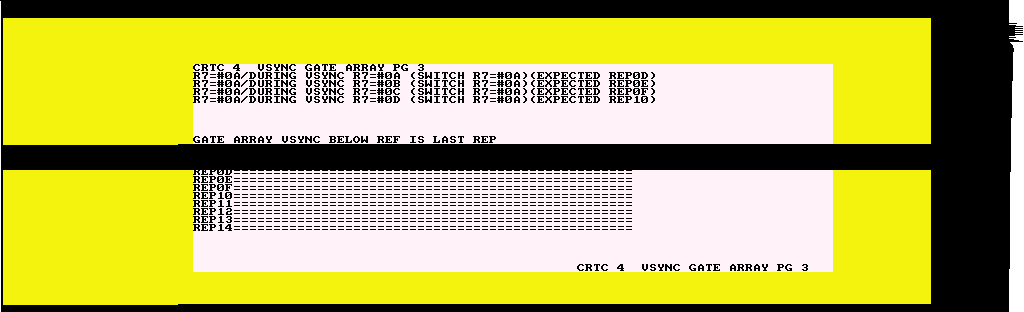 CRTC 4  VSYNC GATE ARRAY PG 3
R7=#0A/DURING VSYNC R7=#0A (SWITCH R7=#0A)(EXPECTED REP0D)
R7=#0A/DURING VSYNC R7=#0B (SWITCH R7=#0A)(EXPECTED REP0E)
R7=#0A/DURING VSYNC R7=#0C (SWITCH R7=#0A)(EXPECTED REP0F)
R7=#0A/DURING VSYNC R7=#0D (SWITCH R7=#0A)(EXPECTED REP10)
GATE ARRAY VSYNC BELOW REF IS LAST REP
REP0D==================================================
REP0E==================================================
REP0F==================================================
REP10==================================================
REP11==================================================
REP12==================================================
REP13==================================================
REP14==================================================
CRTC 4  VSYNC GATE ARRAY PG 3